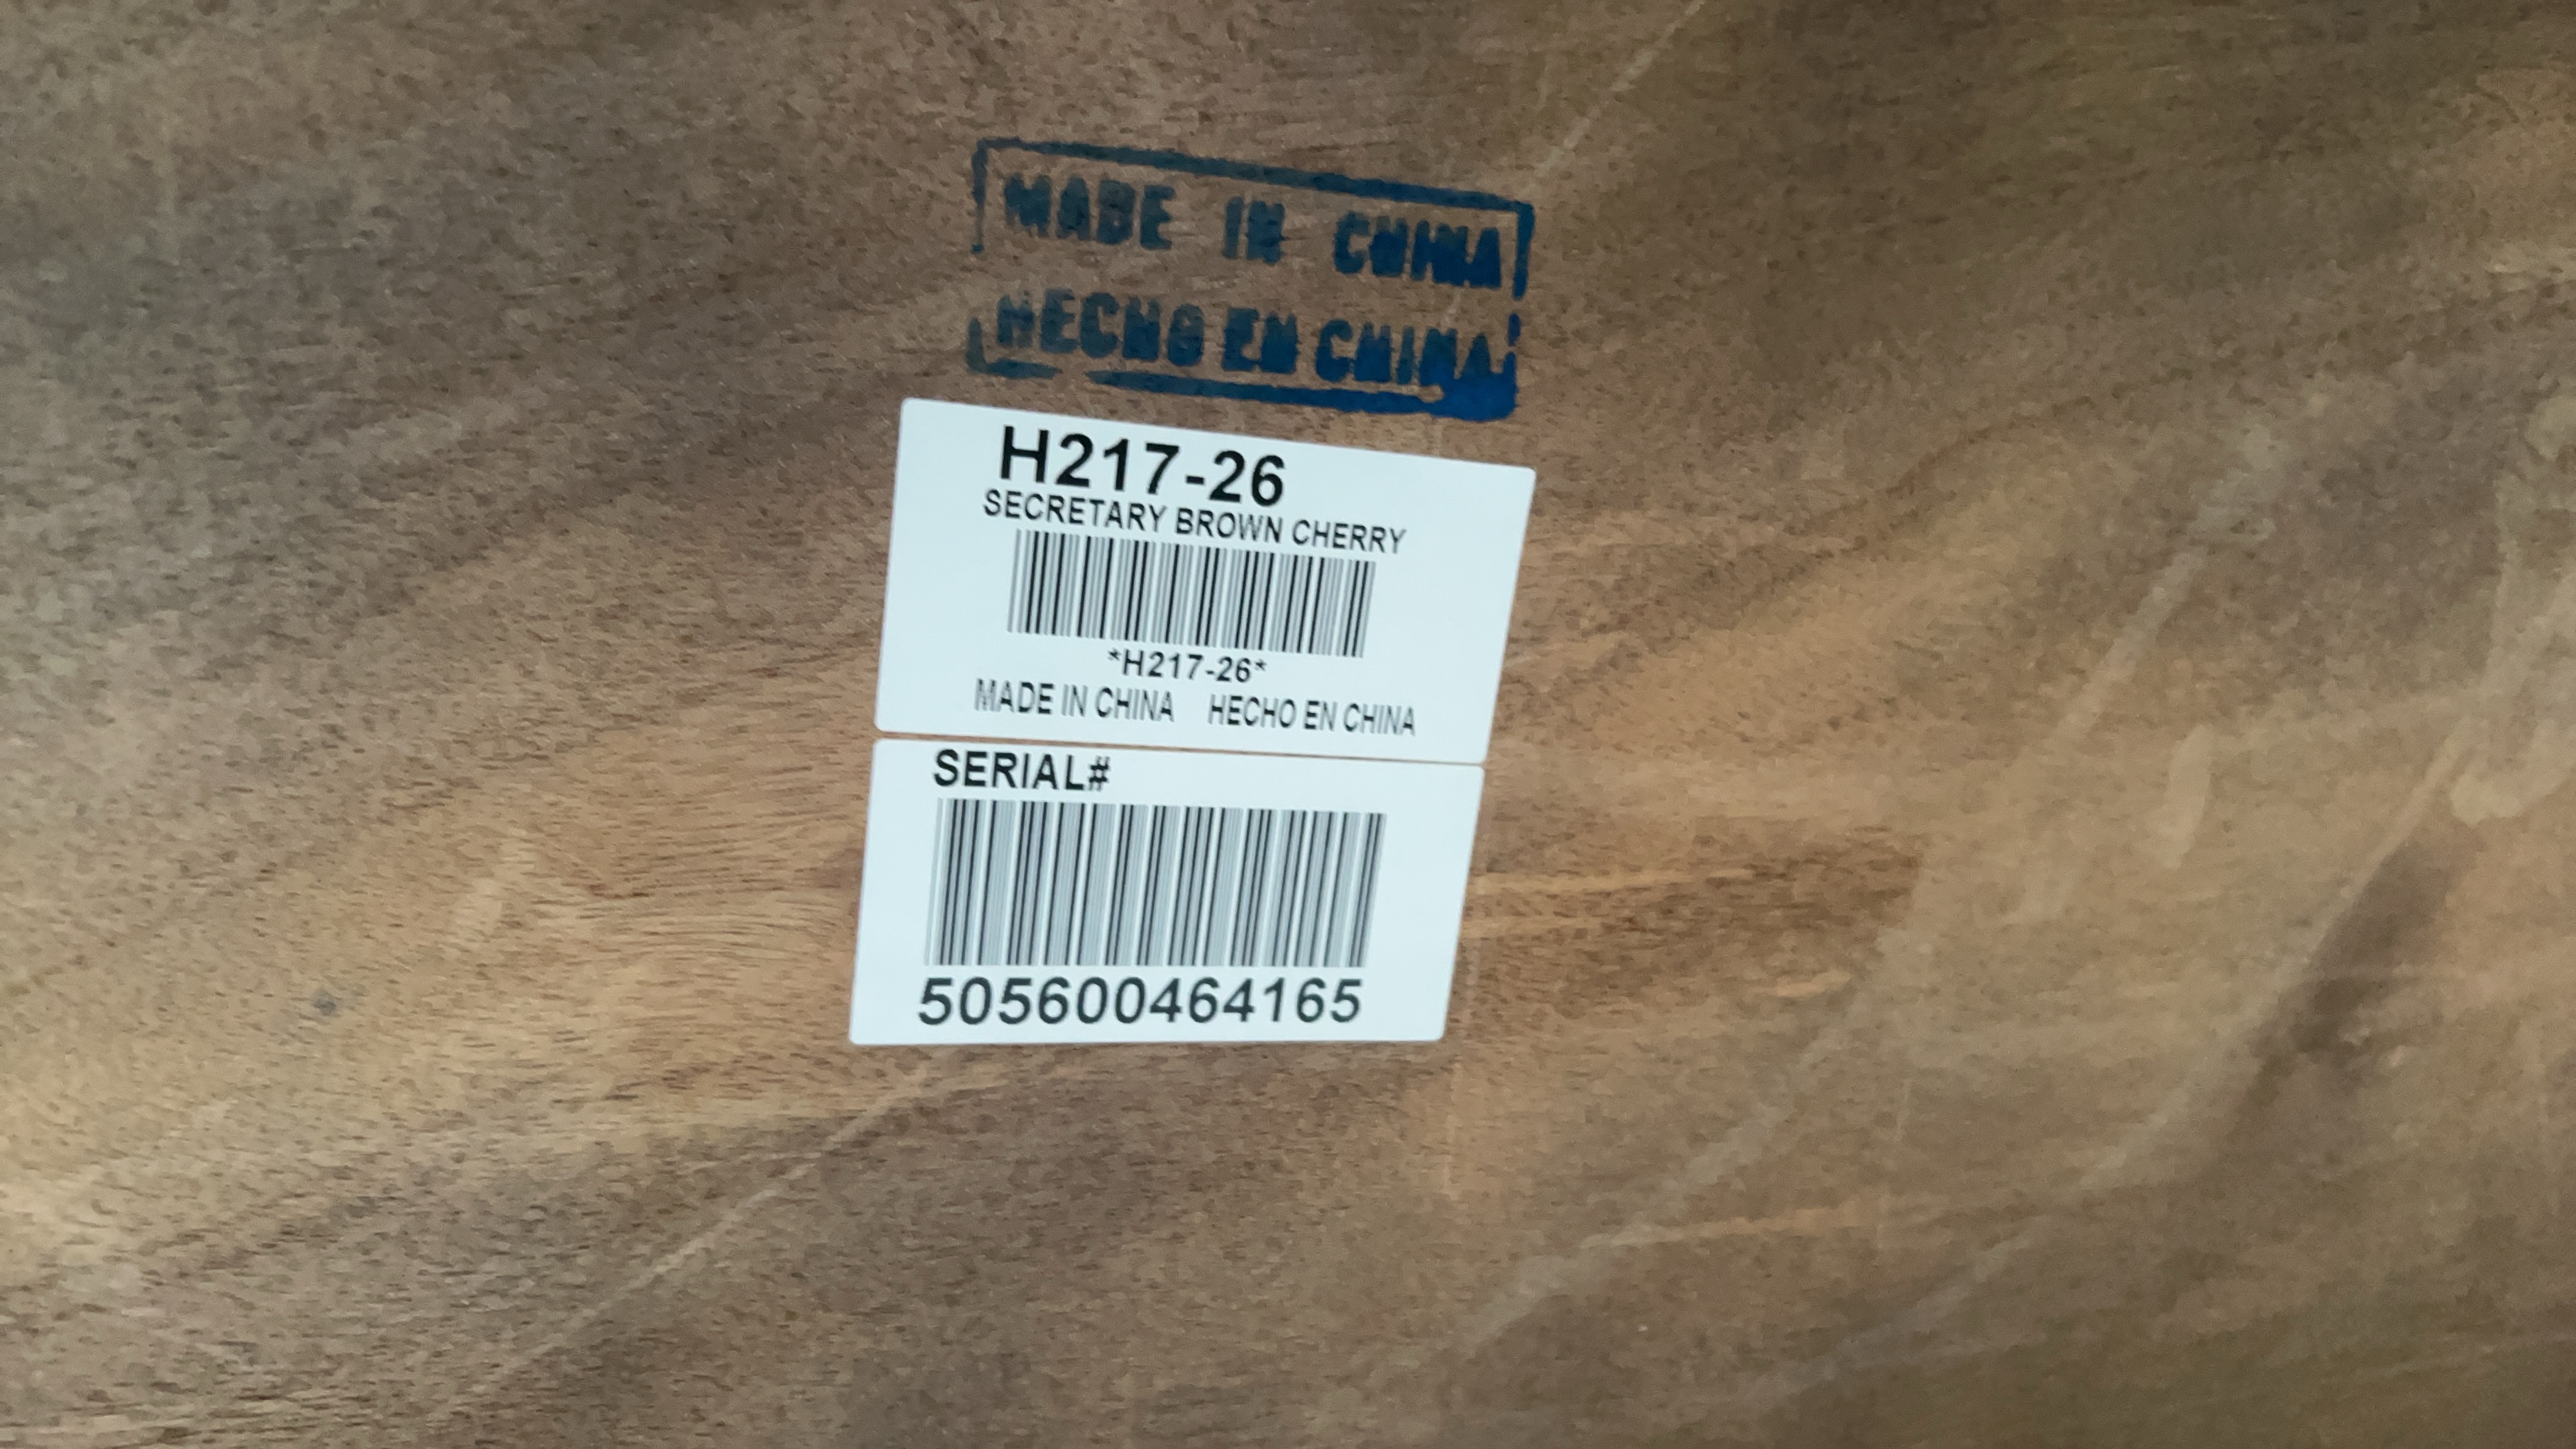 MADE IN CHINA
HECHO EN CHINA
H217-26
SECRETARY BROWN CHERRY
*H217-26*
MADE IN CHINA HECHO EN CHINA
SERIAL#
505600464165